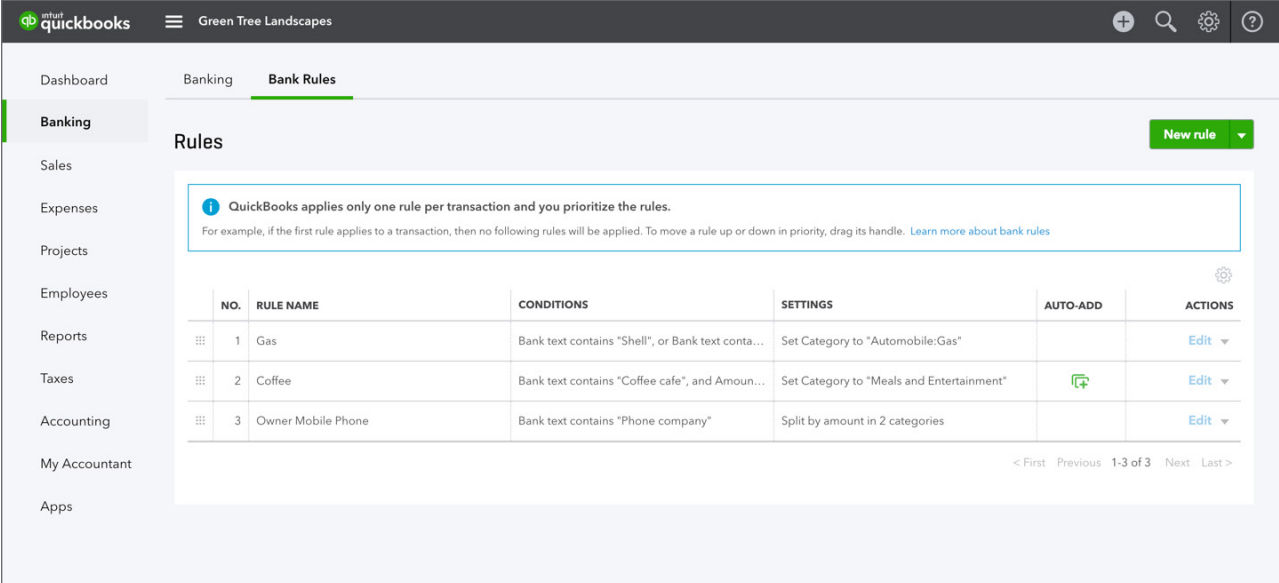 intuit quickbooks Green Tree Landscapes
Dashboard
Banking
Sales
Expenses
Projects
Employees
Reports
Taxes
Accounting
My Accountant
Apps
Banking Bank Rules
Rules
New rule
QuickBooks applies only one rule per transaction and you prioritize the rules.
For example, if the first rule applies to a transaction, then no following rules will be applied. To move a rule up or down in priority, drag its handle. Learn more about bank rules
NO. RULE NAME CONDITIONS SETTINGS AUTO-ADD ACTIONS
1 Gas Bank text contains "Shell", or Bank text conta... Set Category to "Automobile:Gas" Edit
2 Coffee Bank text contains "Coffee cafe", and Amoun... Set Category to "Meals and Entertainment" Edit
3 Owner Mobile Phone Bank text contains "Phone company" Split by amount in 2 categories Edit
< First Previous 1-3 of 3 Next Last >